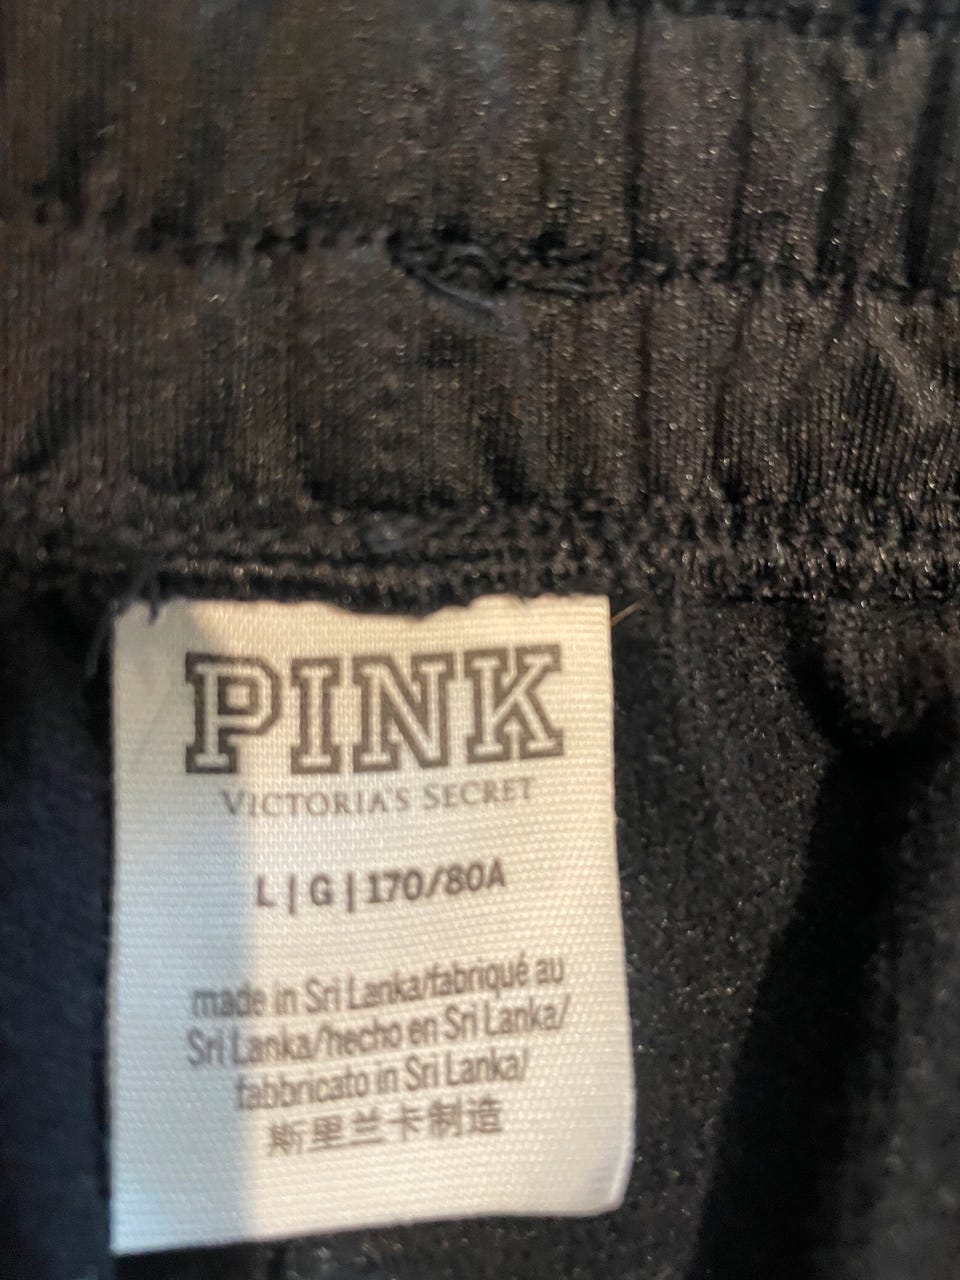 PINK
VICTORIA'S SECRET
L | G | 170/80A
made in Sri Lanka/fabriqué au
Sri Lanka/hecho en Sri Lanka/
fabbricato in Sri Lanka/
斯里兰卡制造